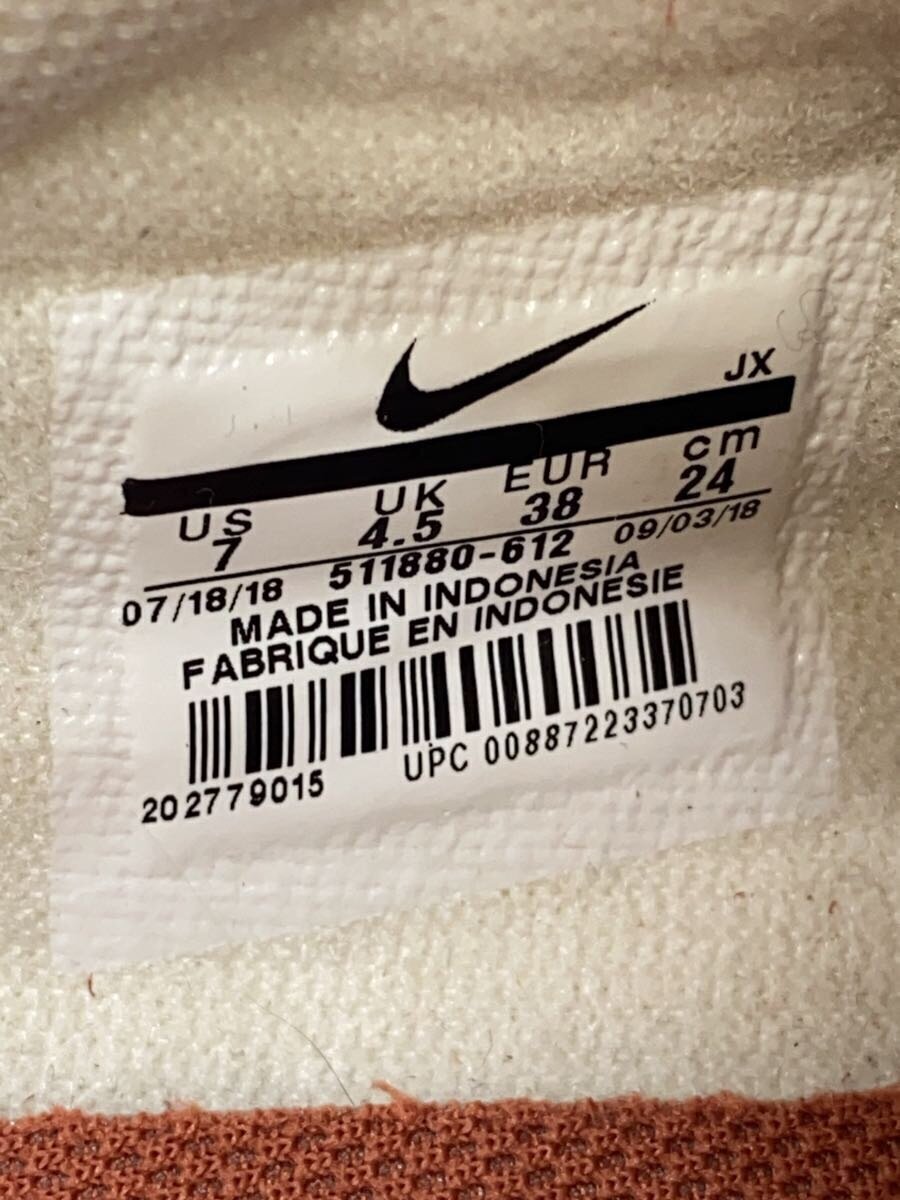 JX
US UK EUR cm
7 4.5 38 24
07/18/18 511880-612 09/03/18
MADE IN INDONESIA
FABRIQUE EN INDONESIE
202779015 UPC 00887223370703